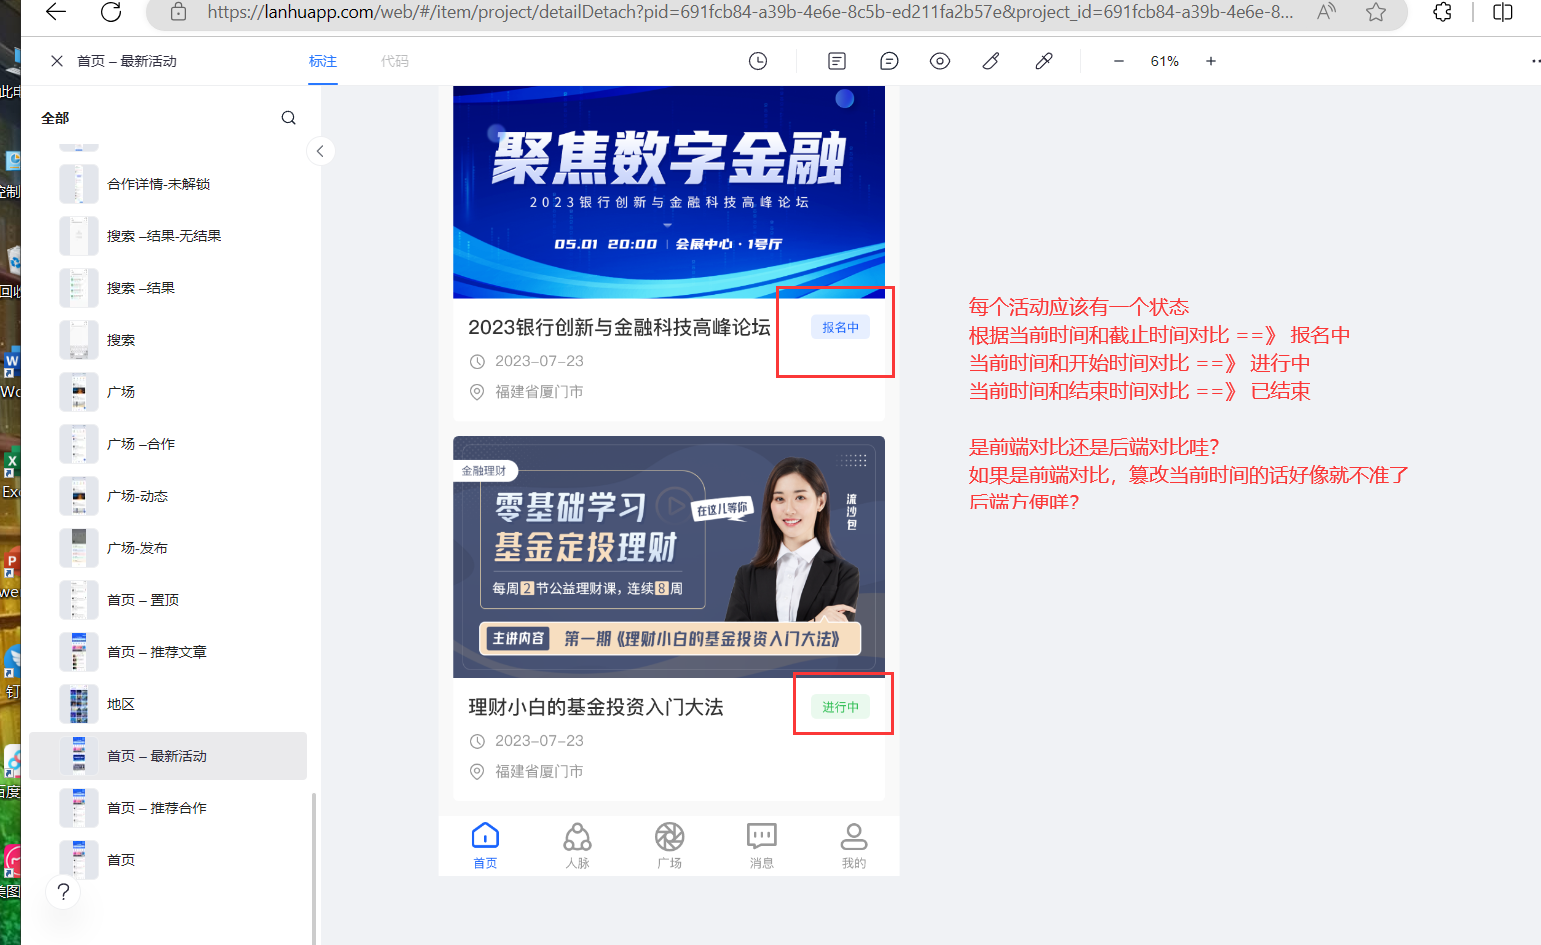 https://lanhuapp.com/web/#/item/project/detailDetach?pid=691fcb84-a39b-4e6e-8c5b-ed211fa2b57e&project_id=691fcb84-a39b-4e6e-8...
首页 – 最新活动
标注
代码
61%
全部
合作详情-未解锁
搜索 –结果-无结果
搜索 –结果
搜索
广场
广场 –合作
广场-动态
广场-发布
首页 – 置顶
首页 – 推荐文章
地区
首页 – 最新活动
首页 – 推荐合作
首页
?
聚焦数字金融
2023银行创新与金融科技高峰论坛
05.01 20:00 | 会展中心·1号厅
2023银行创新与金融科技高峰论坛
报名中
2023-07-23
福建省厦门市
金融理财
零基础学习
在这儿等你
流沙包
基金定投理财
每周2节公益理财课，连续8周
主讲内容 第一期《理财小白的基金投资入门大法》
理财小白的基金投资入门大法
进行中
2023-07-23
福建省厦门市
首页
人脉
广场
消息
我的
每个活动应该有一个状态
根据当前时间和截止时间对比 ==》 报名中
当前时间和开始时间对比 ==》 进行中
当前时间和结束时间对比 ==》 已结束
是前端对比还是后端对比哇?
如果是前端对比，篡改当前时间的话好像就不准了
后端方便咩?